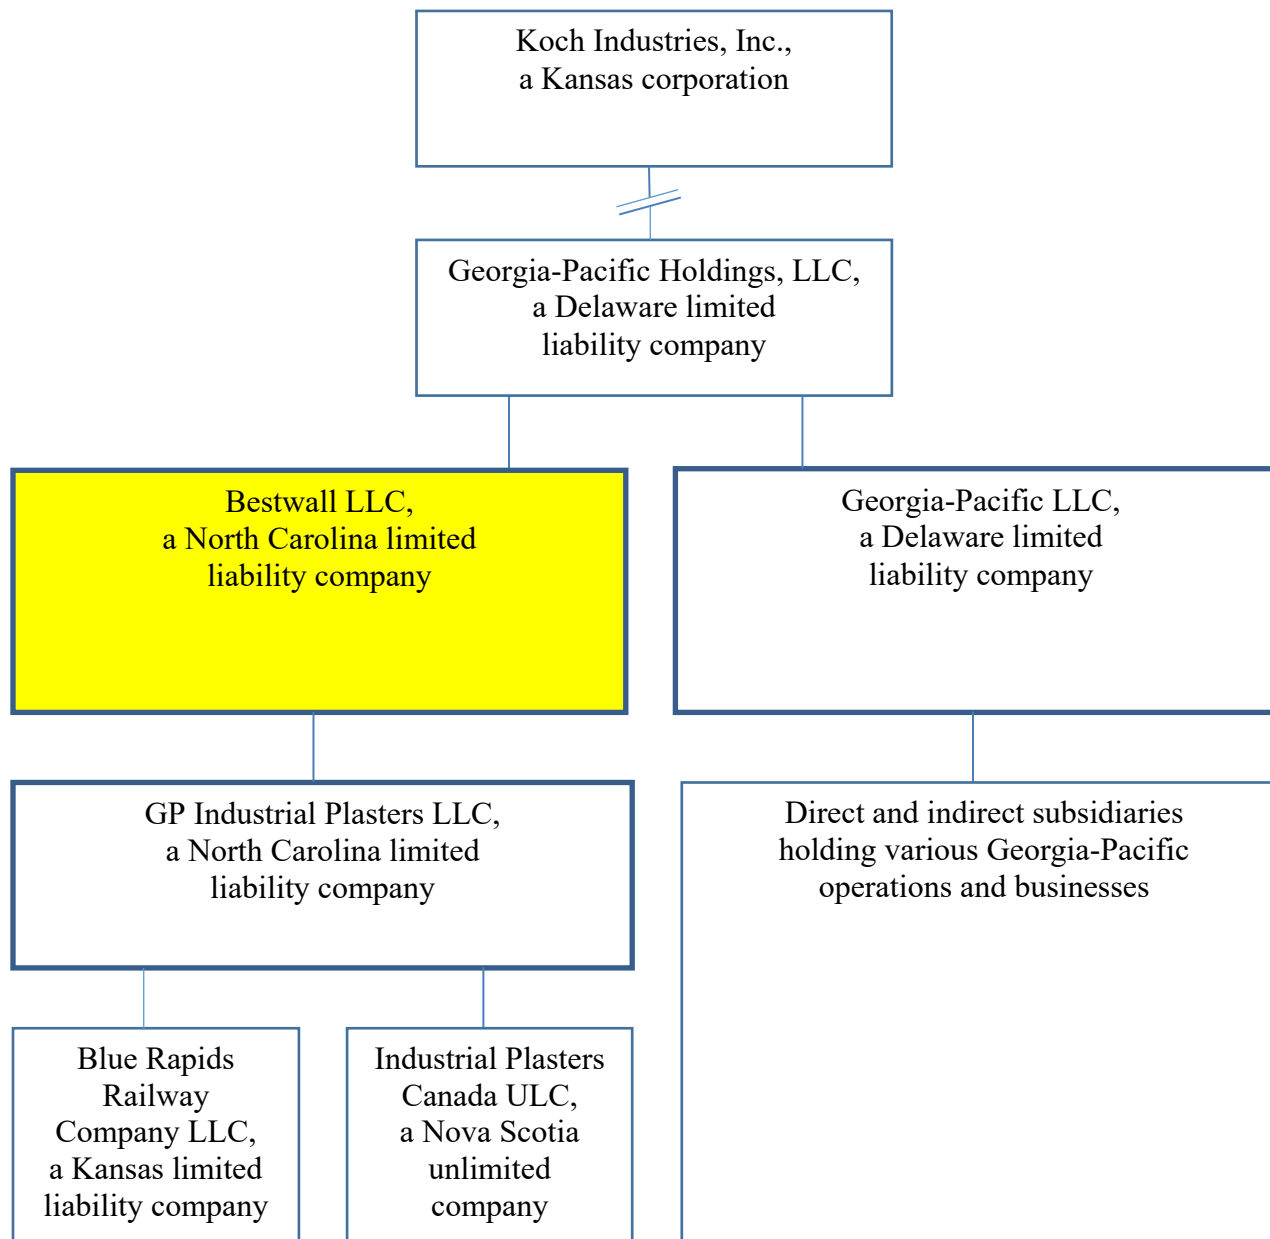 Koch Industries, Inc.,
a Kansas corporation
Georgia-Pacific Holdings, LLC,
a Delaware limited
liability company
Bestwall LLC,
a North Carolina limited
liability company
Georgia-Pacific LLC,
a Delaware limited
liability company
GP Industrial Plasters LLC,
a North Carolina limited
liability company
Direct and indirect subsidiaries
holding various Georgia-Pacific
operations and businesses
Blue Rapids
Railway
Company LLC,
a Kansas limited
liability company
Industrial Plasters
Canada ULC,
a Nova Scotia
unlimited
company